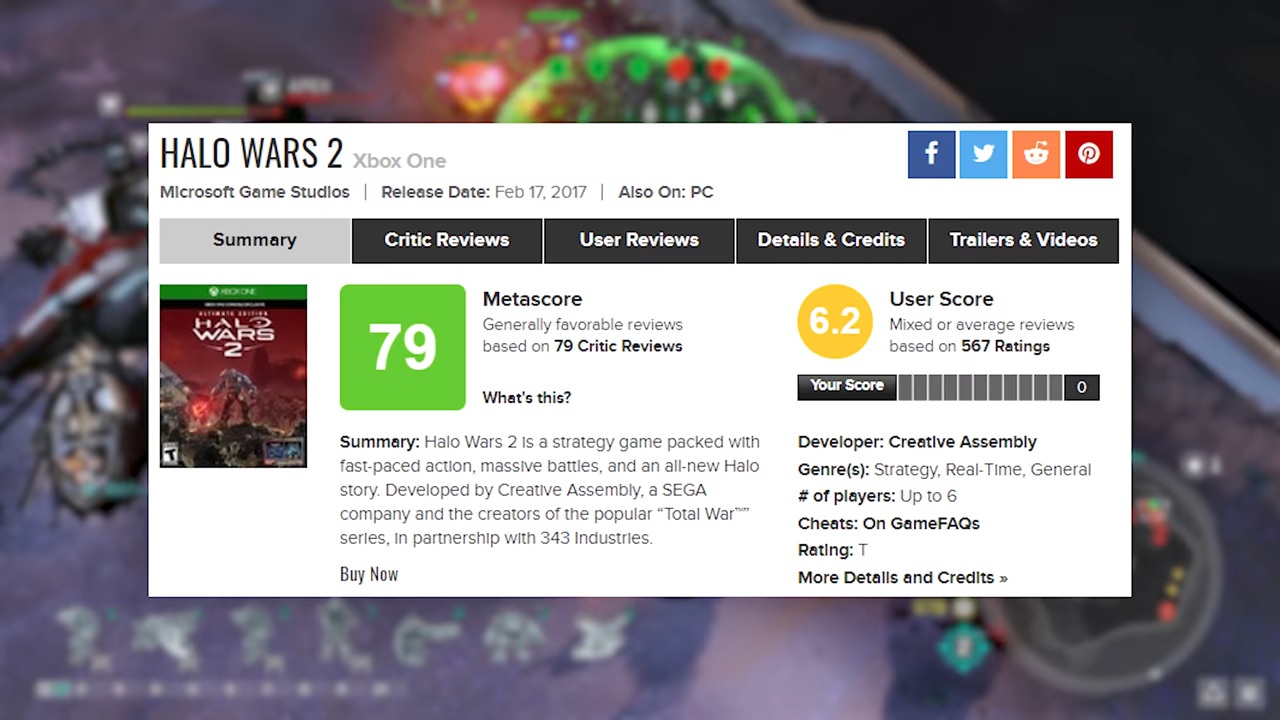 HALO WARS 2 Xbox One
Microsoft Game Studios | Release Date: Feb 17, 2017 | Also On: PC
Summary
Critic Reviews
User Reviews
Details & Credits
Trailers & Videos
XBOX ONE
ULTIMATE EDITION
HALO
WARS
2
T
79
Metascore
Generally favorable reviews
based on 79 Critic Reviews
What's this?
6.2
User Score
Mixed or average reviews
based on 567 Ratings
Your Score
0
Summary: Halo Wars 2 is a strategy game packed with
fast-paced action, massive battles, and an all-new Halo
story. Developed by Creative Assembly, a SEGA
company and the creators of the popular “Total War™”
series, in partnership with 343 Industries.
Buy Now
Developer: Creative Assembly
Genre(s): Strategy, Real-Time, General
# of players: Up to 6
Cheats: On GameFAQs
Rating: T
More Details and Credits »